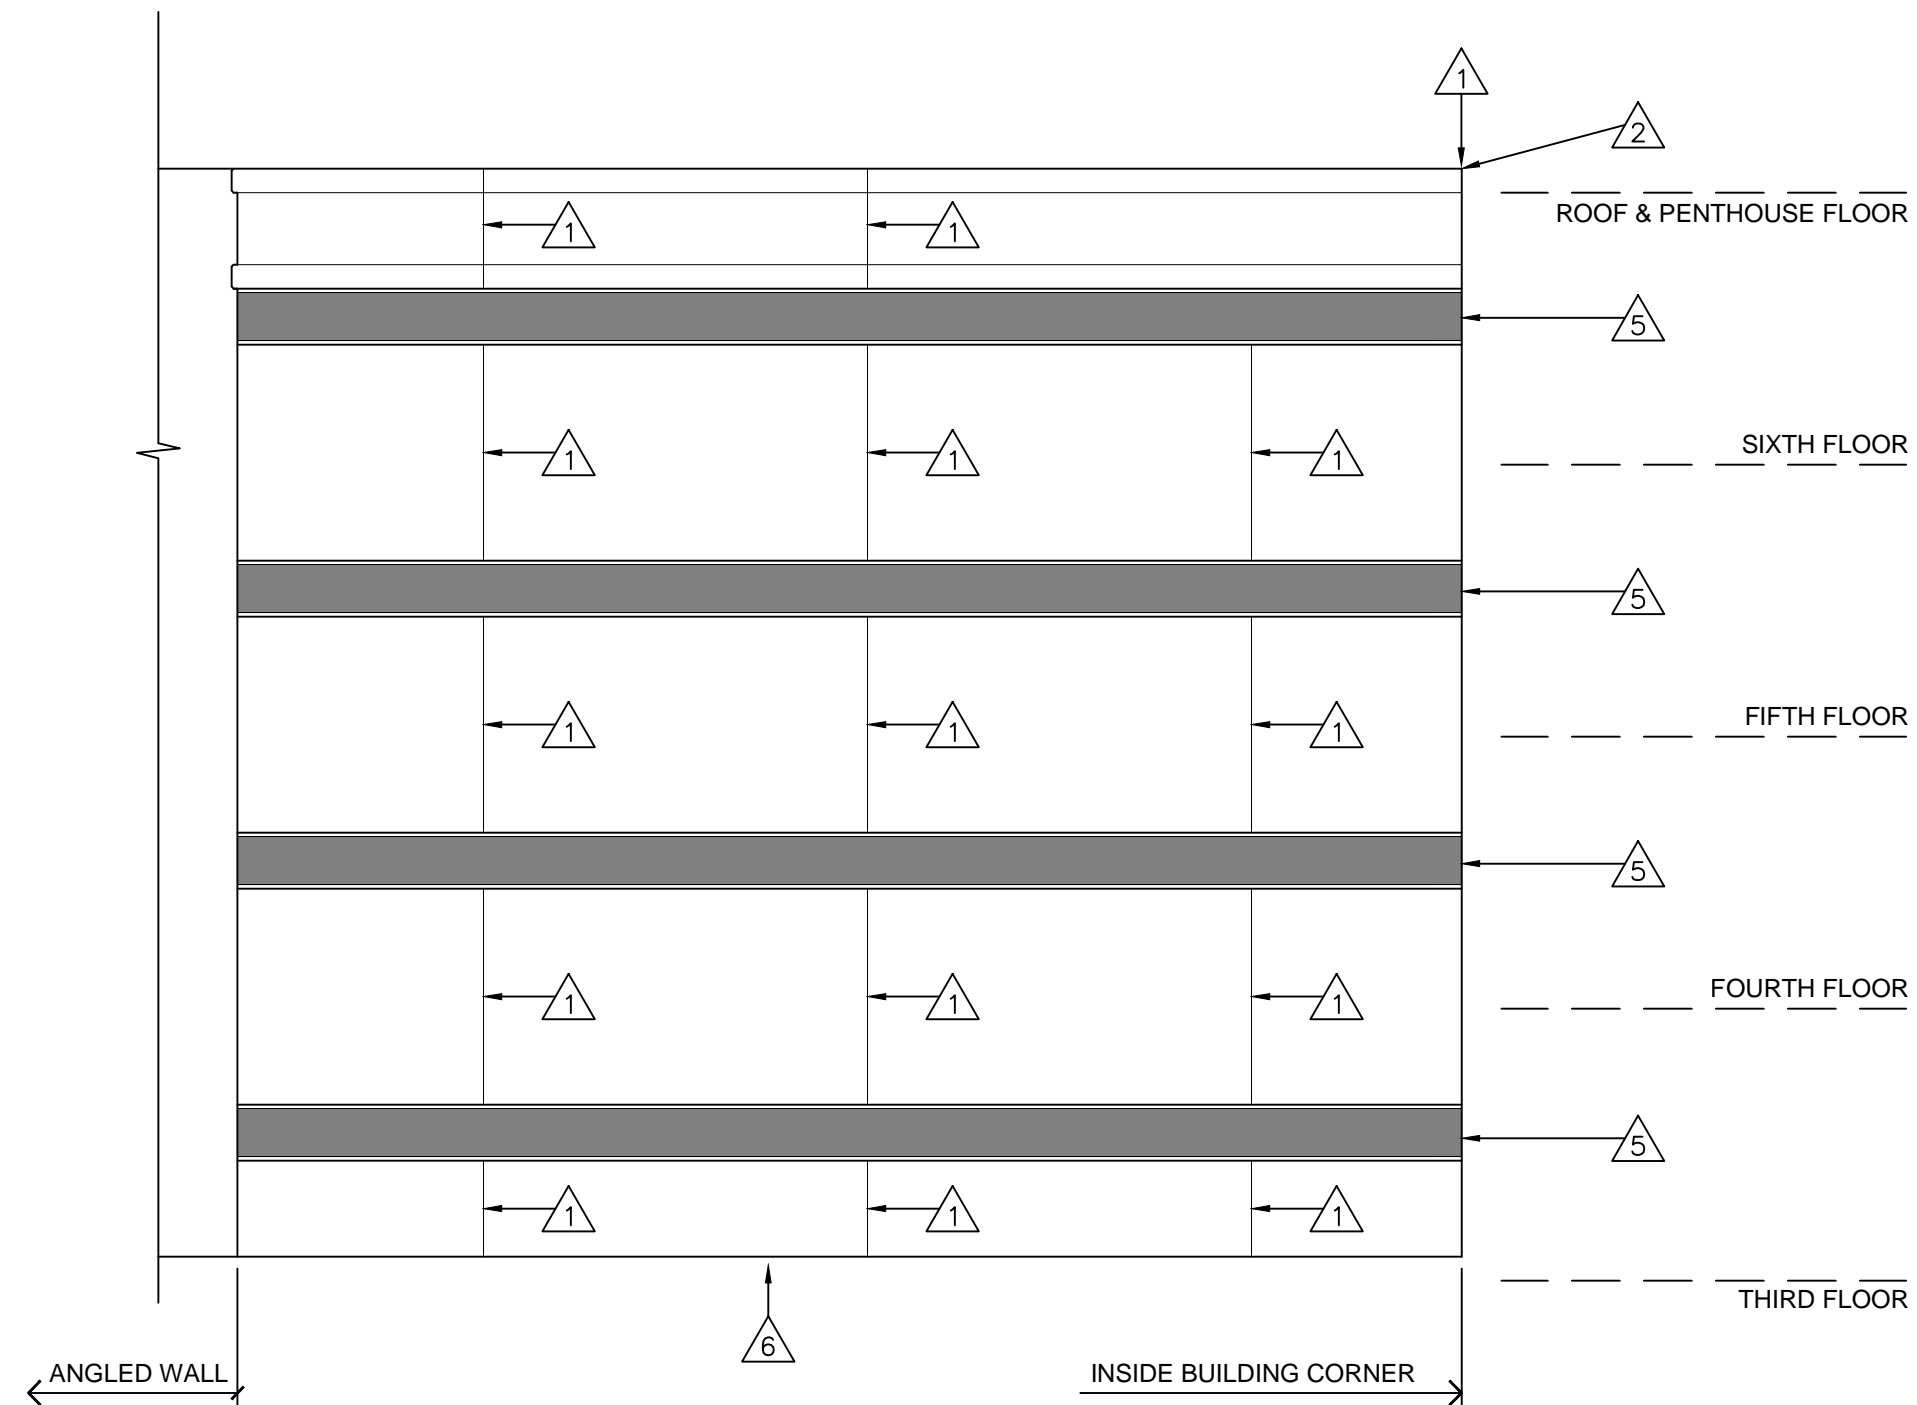 1
2
ROOF & PENTHOUSE FLOOR
1 1
5
SIXTH FLOOR
1 1 1
5
FIFTH FLOOR
1 1 1
5
FOURTH FLOOR
1 1 1
5
1 1 1
THIRD FLOOR
6
ANGLED WALL
INSIDE BUILDING CORNER